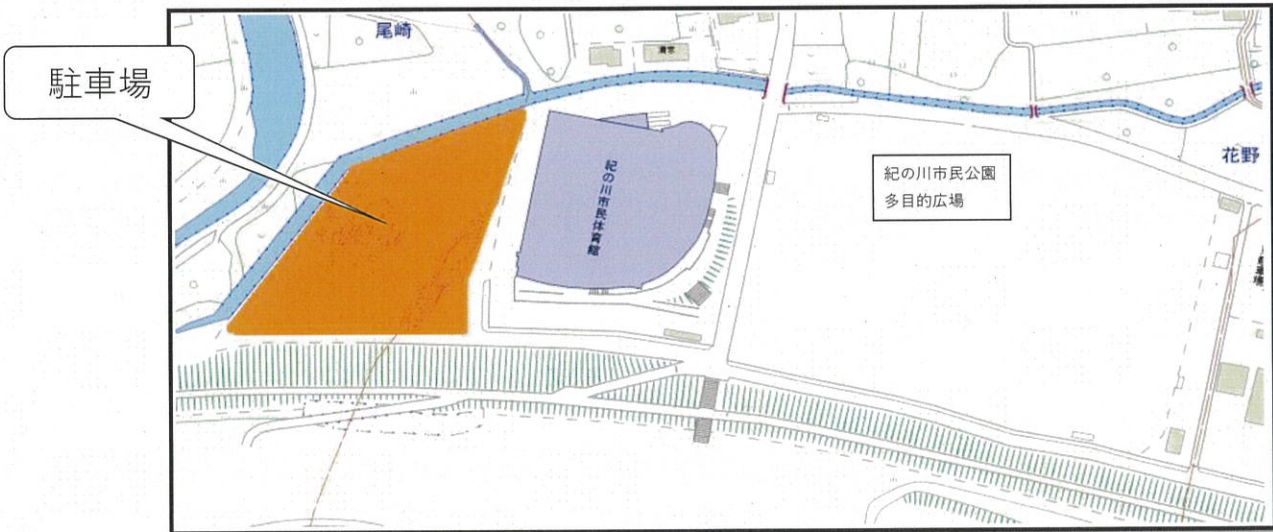 尾崎
駐車場
紀の川市民体育館
紀の川市民公園
多目的広場
花野